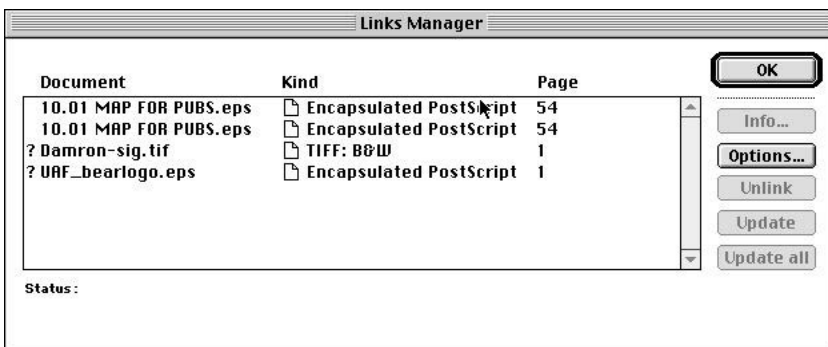 Links Manager
Document Kind Page
10.01 MAP FOR PUBS.eps Encapsulated PostScript 54
10.01 MAP FOR PUBS.eps Encapsulated PostScript 54
? Damron-sig.tif TIFF: B&W 1
? UAF_bearlogo.eps Encapsulated PostScript 1
Status:
OK
Info...
Options...
Unlink
Update
Update all